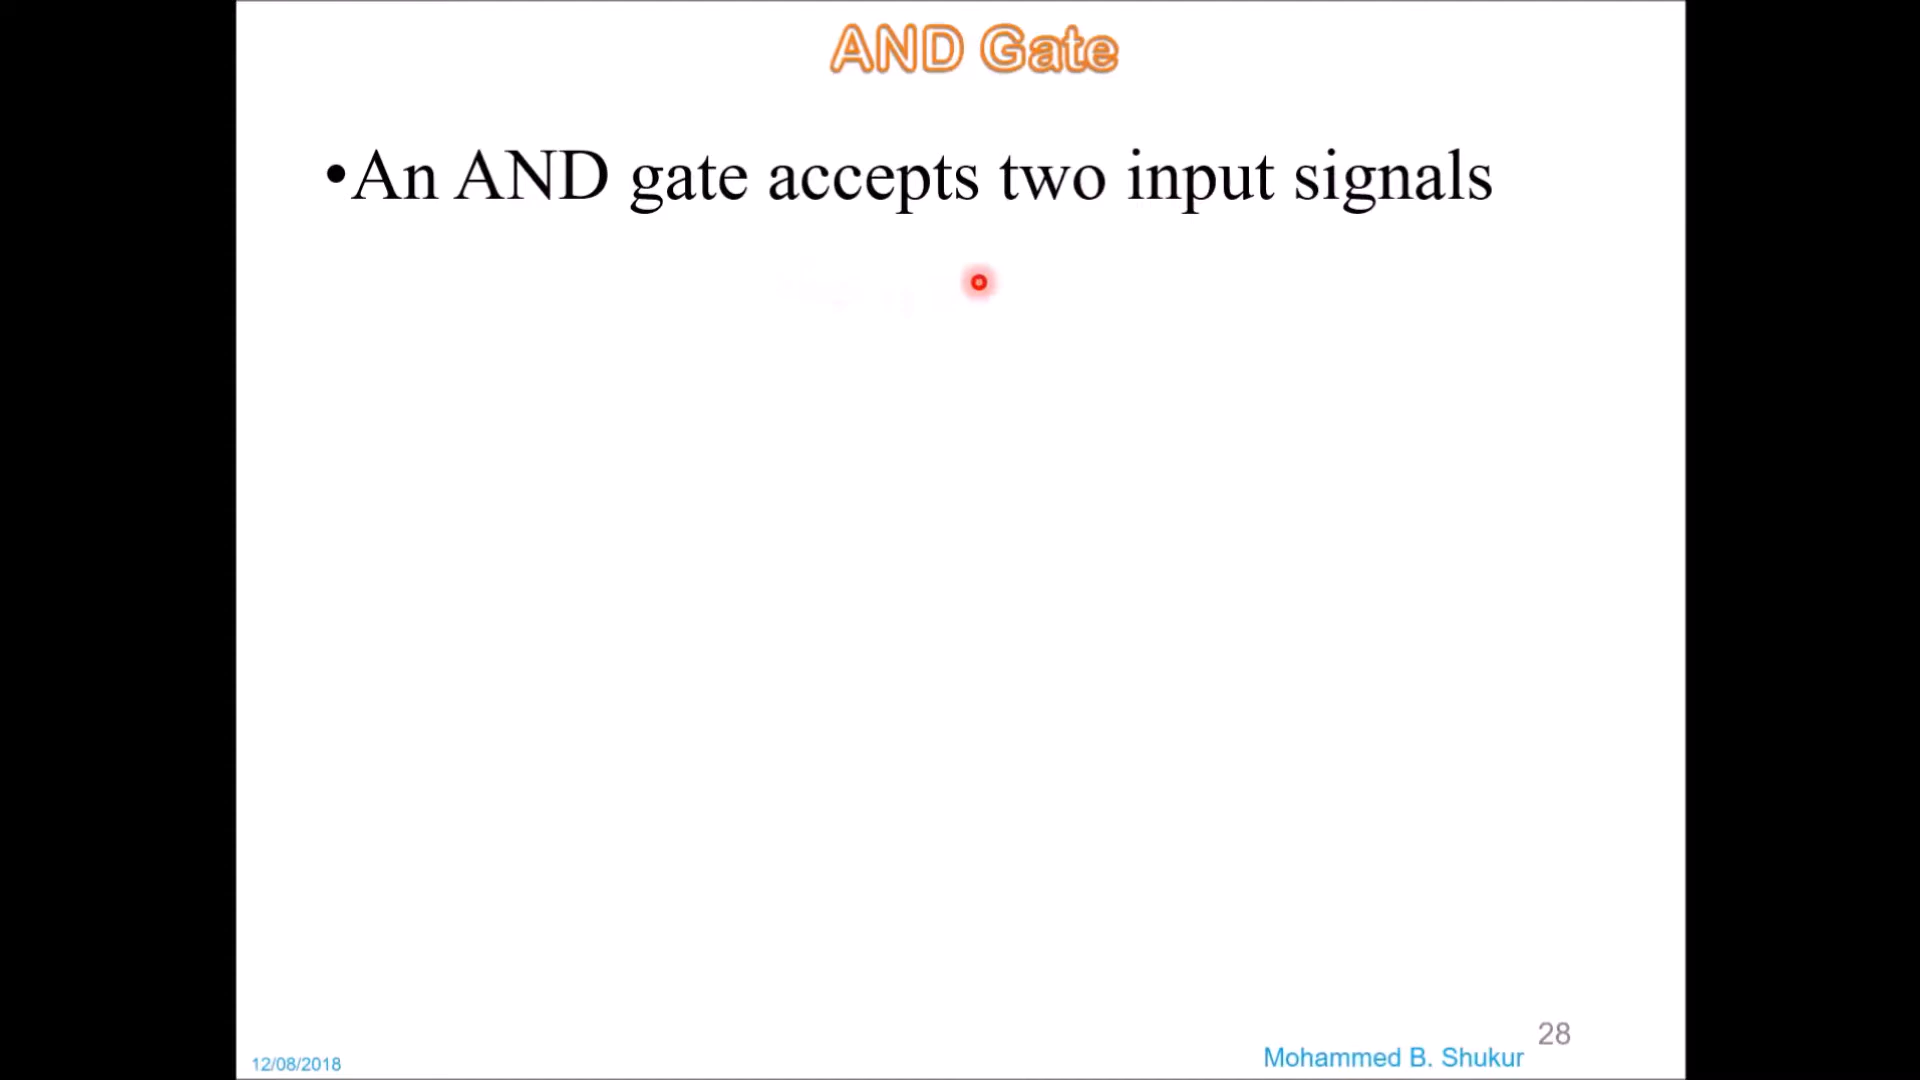 AND Gate
•An AND gate accepts two input signals
28
Mohammed B. Shukur
12/08/2018